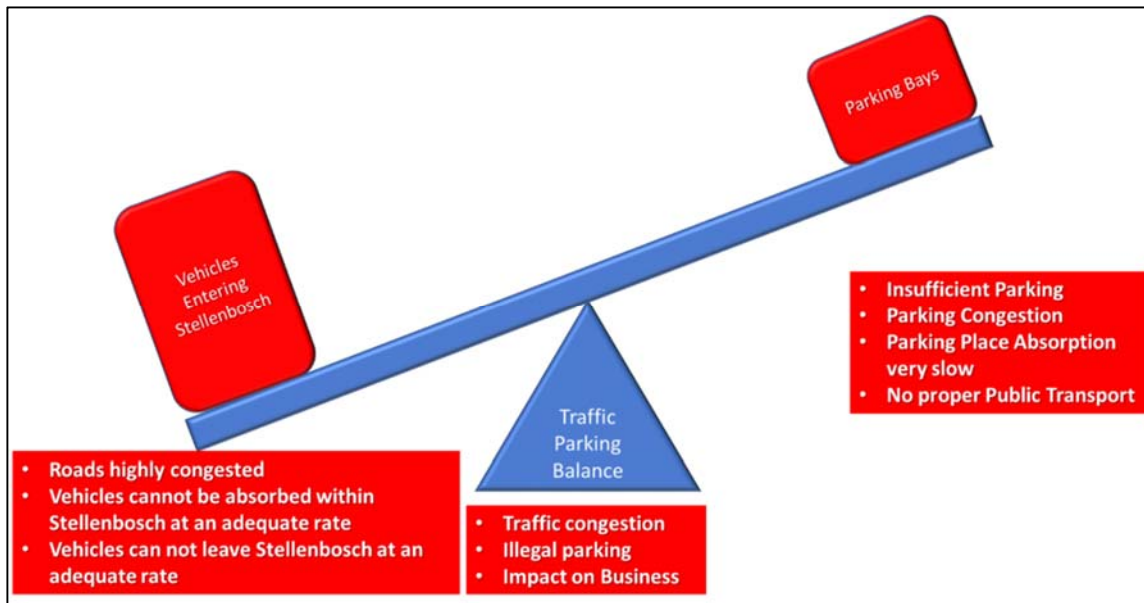 Parking Bays
Vehicles
Entering
Stellenbosch
• Insufficient Parking
• Parking Congestion
• Parking Place Absorption
very slow
• No proper Public Transport
Traffic
Parking
Balance
• Roads highly congested
• Vehicles cannot be absorbed within
Stellenbosch at an adequate rate
• Vehicles can not leave Stellenbosch at an
adequate rate
• Traffic congestion
• Illegal parking
• Impact on Business